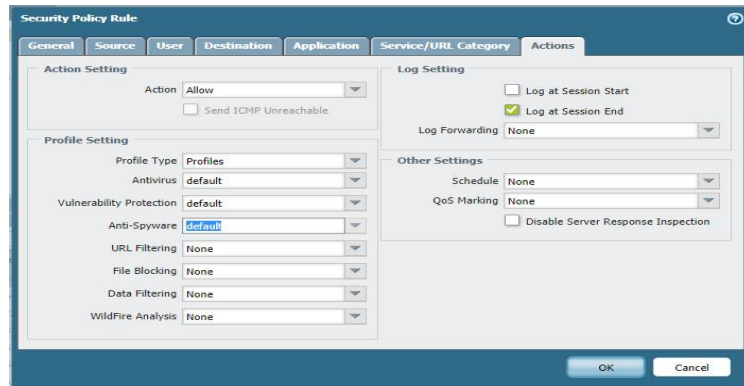 Security Policy Rule
General Source User Destination Application Service/URL Category Actions
Action Setting
Action Allow
Send ICMP Unreachable
Profile Setting
Profile Type Profiles
Antivirus default
Vulnerability Protection default
Anti-Spyware default
URL Filtering None
File Blocking None
Data Filtering None
WildFire Analysis None
Log Setting
Log at Session Start
Log at Session End
Log Forwarding None
Other Settings
Schedule None
QoS Marking None
Disable Server Response Inspection
OK Cancel